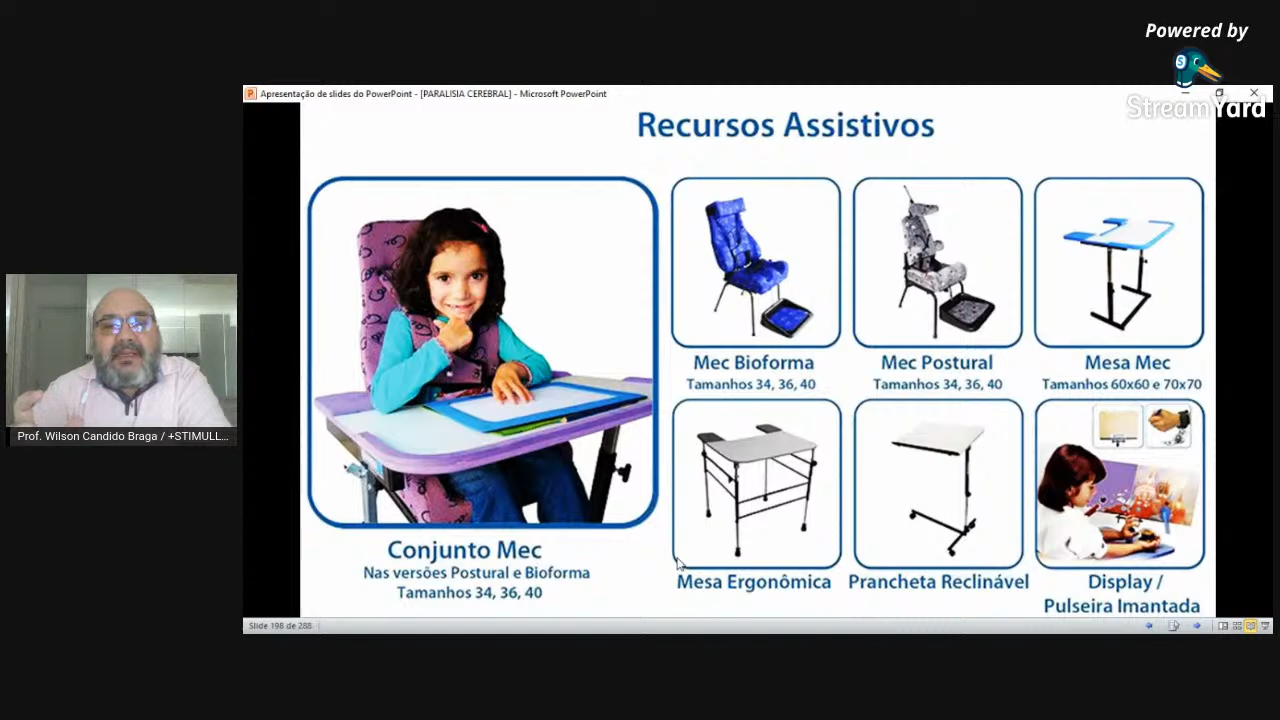 Powered by
StreamYard
Apresentação de slides do PowerPoint - [PARALISIA CEREBRAL] - Microsoft PowerPoint
Recursos Assistivos
Mec Bioforma
Tamanhos 34, 36, 40
Mec Postural
Tamanhos 34, 36, 40
Mesa Mec
Tamanhos 60x60 e 70x70
Conjunto Mec
Nas versões Postural e Bioforma
Tamanhos 34, 36, 40
Mesa Ergonômica
Prancheta Reclinável
Display /
Pulseira Imantada
Prof. Wilson Candido Braga / +STIMULL...
Slide 198 de 288